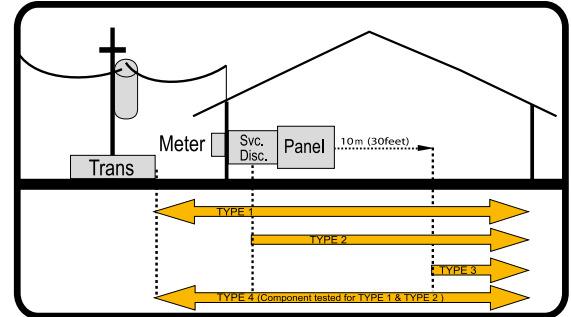 Meter
Svc.
Disc.
Panel
10m (30feet)
Trans
TYPE 1
TYPE 2
TYPE 3
TYPE 4 (Component tested for TYPE 1 & TYPE 2 )